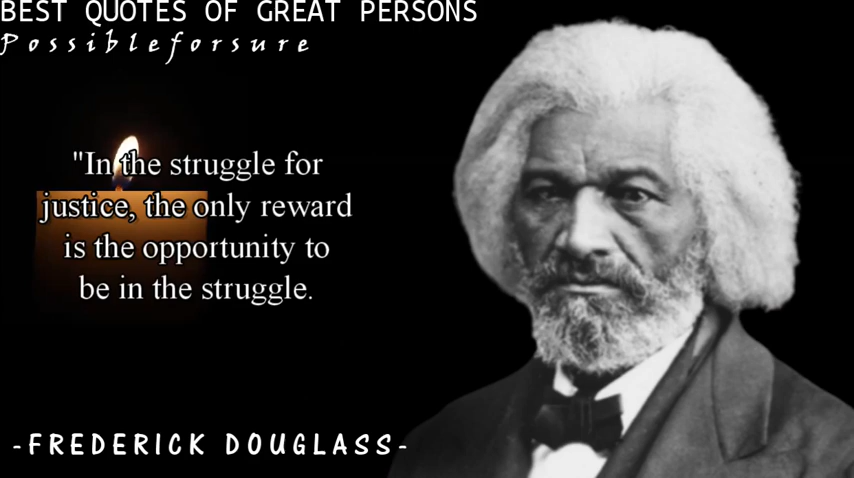 BEST QUOTES OF GREAT PERSONS
Possibleforsure
"In the struggle for
justice, the only reward
is the opportunity to
be in the struggle.
-FREDERICK DOUGLASS-